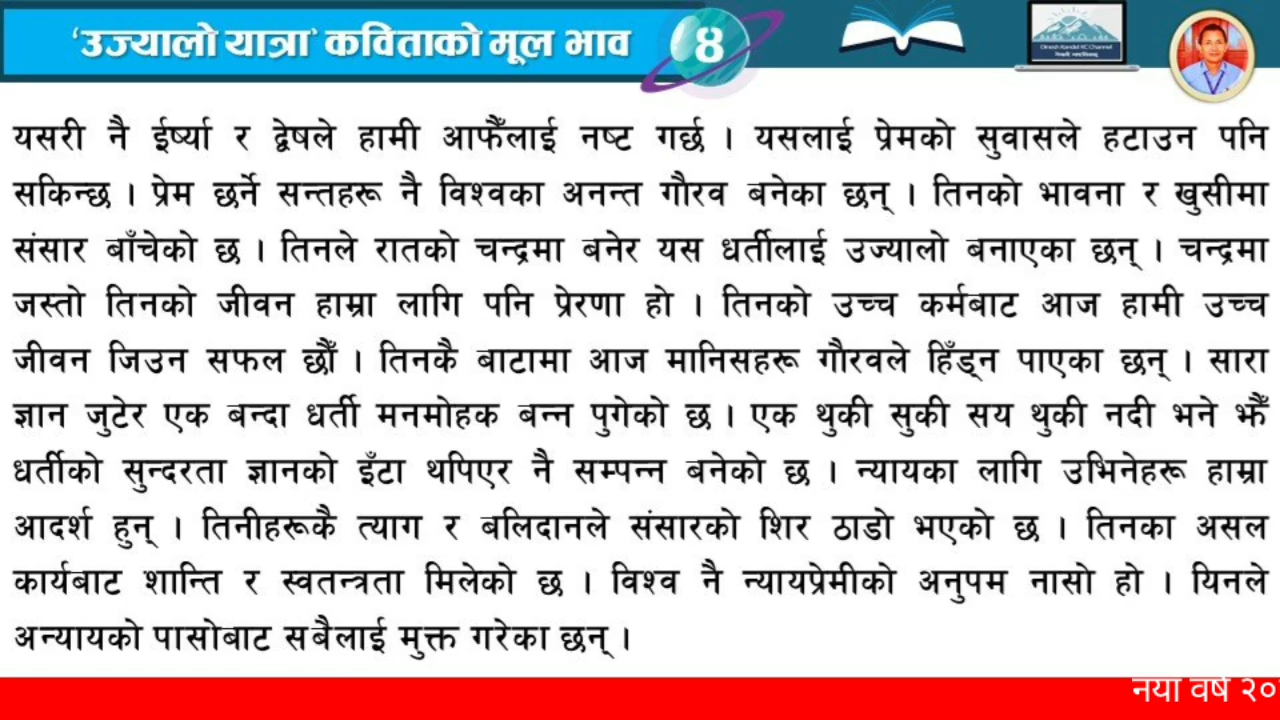 ‘उज्यालो यात्रा’ कविताको मूल भाव
४
Dinesh Kandel KC Channel
यसरी नै ईर्ष्या र द्वेषले हामी आफैँलाई नष्ट गर्छ । यसलाई प्रेमको सुवासले हटाउन पनि
सकिन्छ । प्रेम छर्ने सन्तहरू नै विश्वका अनन्त गौरव बनेका छन् । तिनको भावना र खुसीमा
संसार बाँचेको छ । तिनले रातको चन्द्रमा बनेर यस धर्तीलाई उज्यालो बनाएका छन् । चन्द्रमा
जस्तो तिनको जीवन हाम्रा लागि पनि प्रेरणा हो । तिनको उच्च कर्मबाट आज हामी उच्च
जीवन जिउन सफल छौँ । तिनकै बाटामा आज मानिसहरू गौरवले हिँड्न पाएका छन् । सारा
ज्ञान जुटेर एक बन्दा धर्ती मनमोहक बन्न पुगेको छ । एक थुकी सुकी सय थुकी नदी भने झैँ
धर्तीको सुन्दरता ज्ञानको इँटा थपिएर नै सम्पन्न बनेको छ । न्यायका लागि उभिनेहरू हाम्रा
आदर्श हुन् । तिनीहरूकै त्याग र बलिदानले संसारको शिर ठाडो भएको छ । तिनका असल
कार्यबाट शान्ति र स्वतन्त्रता मिलेको छ । विश्व नै न्यायप्रेमीको अनुपम नासो हो । यिनले
अन्यायको पासोबाट सबैलाई मुक्त गरेका छन् ।
नया वर्ष २०